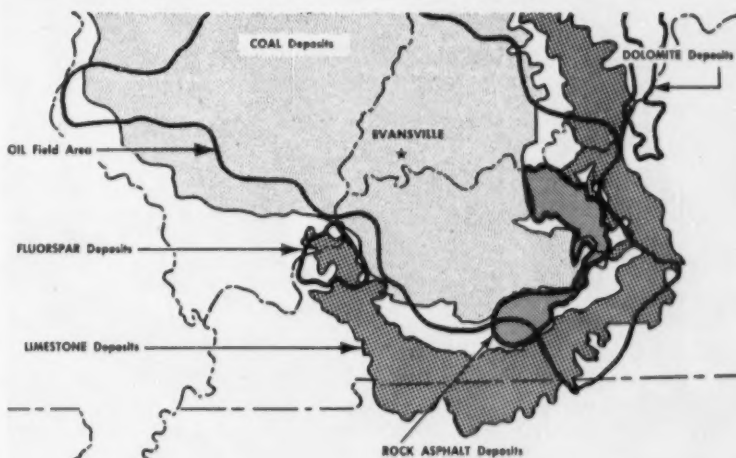 COAL Deposits
DOLOMITE Deposits
EVANSVILLE
OIL Field Area
FLUORSPAR Deposits
LIMESTONE Deposits
ROCK ASPHALT Deposits